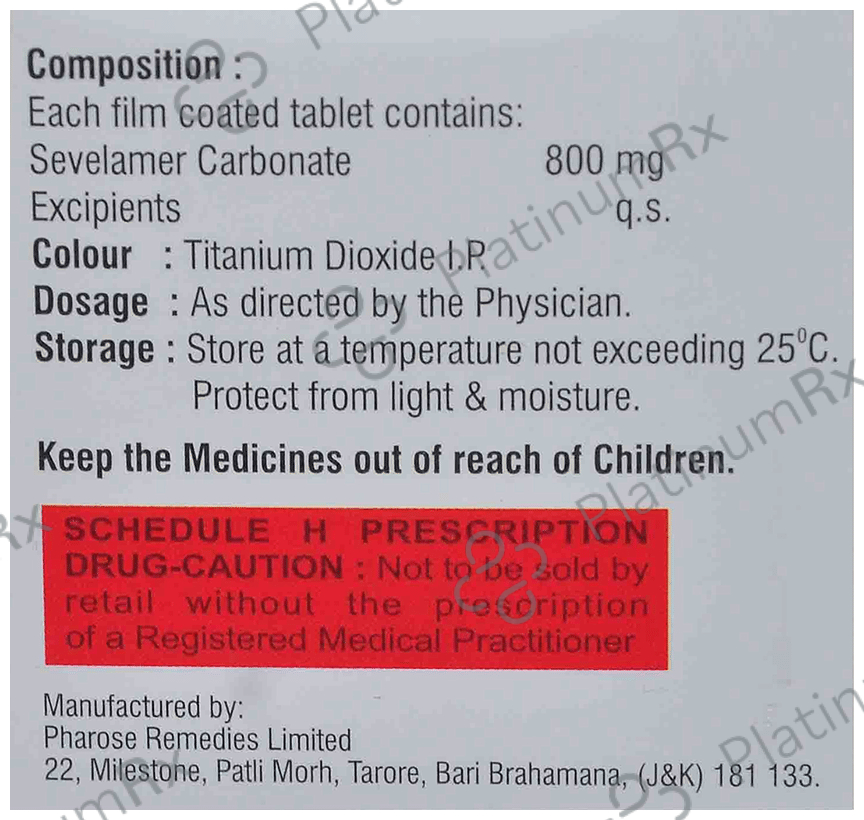 Composition :
Each film coated tablet contains:
Sevelamer Carbonate 800 mg
Excipients q.s.
Colour : Titanium Dioxide I.P.
Dosage : As directed by the Physician.
Storage : Store at a temperature not exceeding 25⁰C.
Protect from light & moisture.
Keep the Medicines out of reach of Children.
SCHEDULE H PRESCRIPTION
DRUG-CAUTION : Not to be sold by
retail without the prescription
of a Registered Medical Practitioner
Manufactured by:
Pharose Remedies Limited
22, Milestone, Patli Morh, Tarore, Bari Brahamana, (J&K) 181 133.
PlatinumRx
PlatinumRx